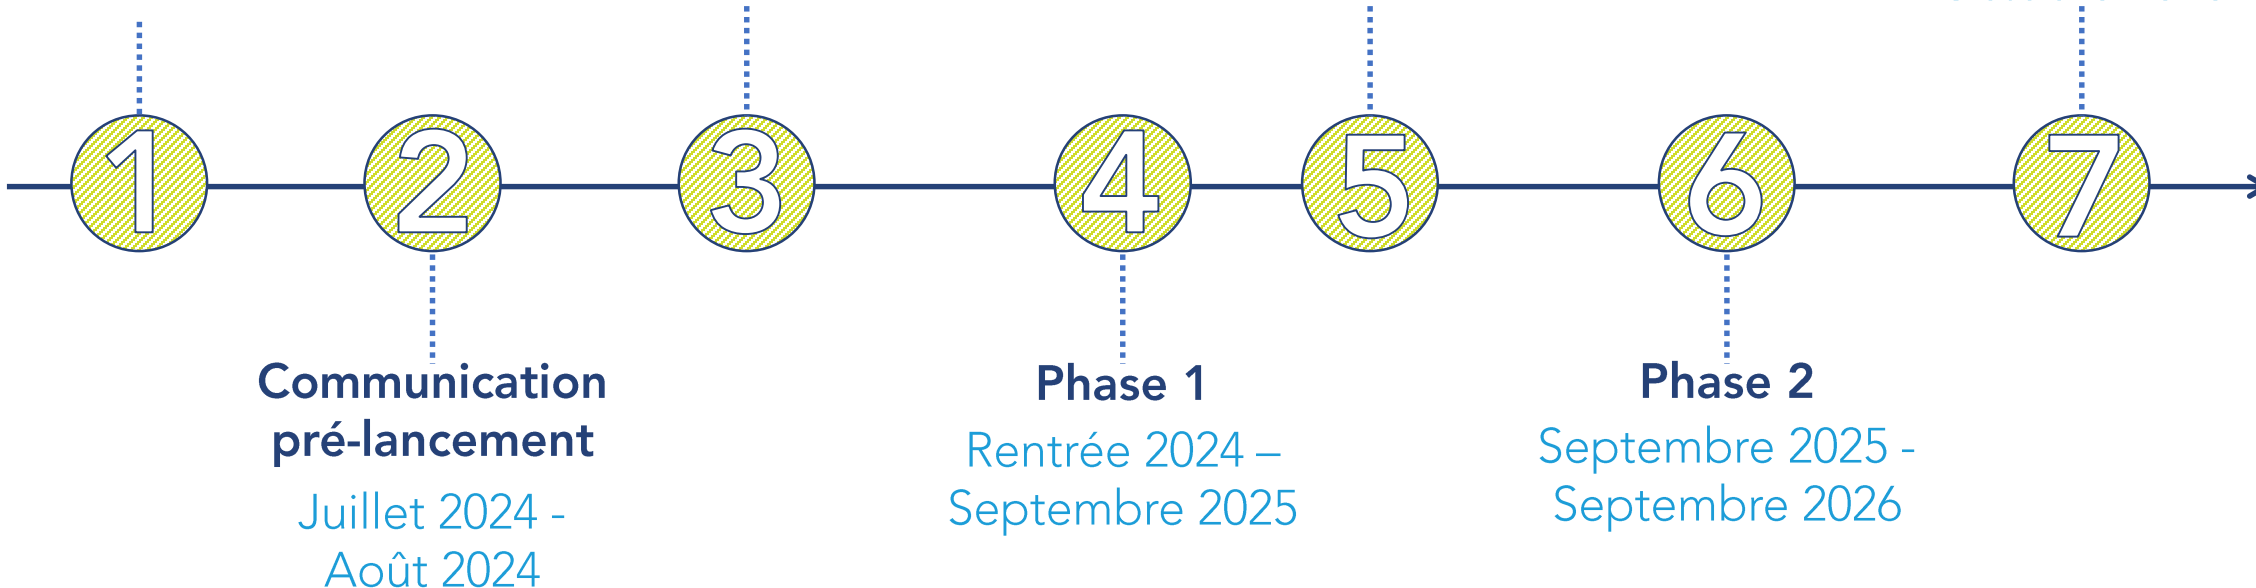 1 2 3 4 5 6 7
Communication
pré-lancement
Juillet 2024 -
Août 2024
Phase 1
Rentrée 2024 –
Septembre 2025
Phase 2
Septembre 2025 -
Septembre 2026